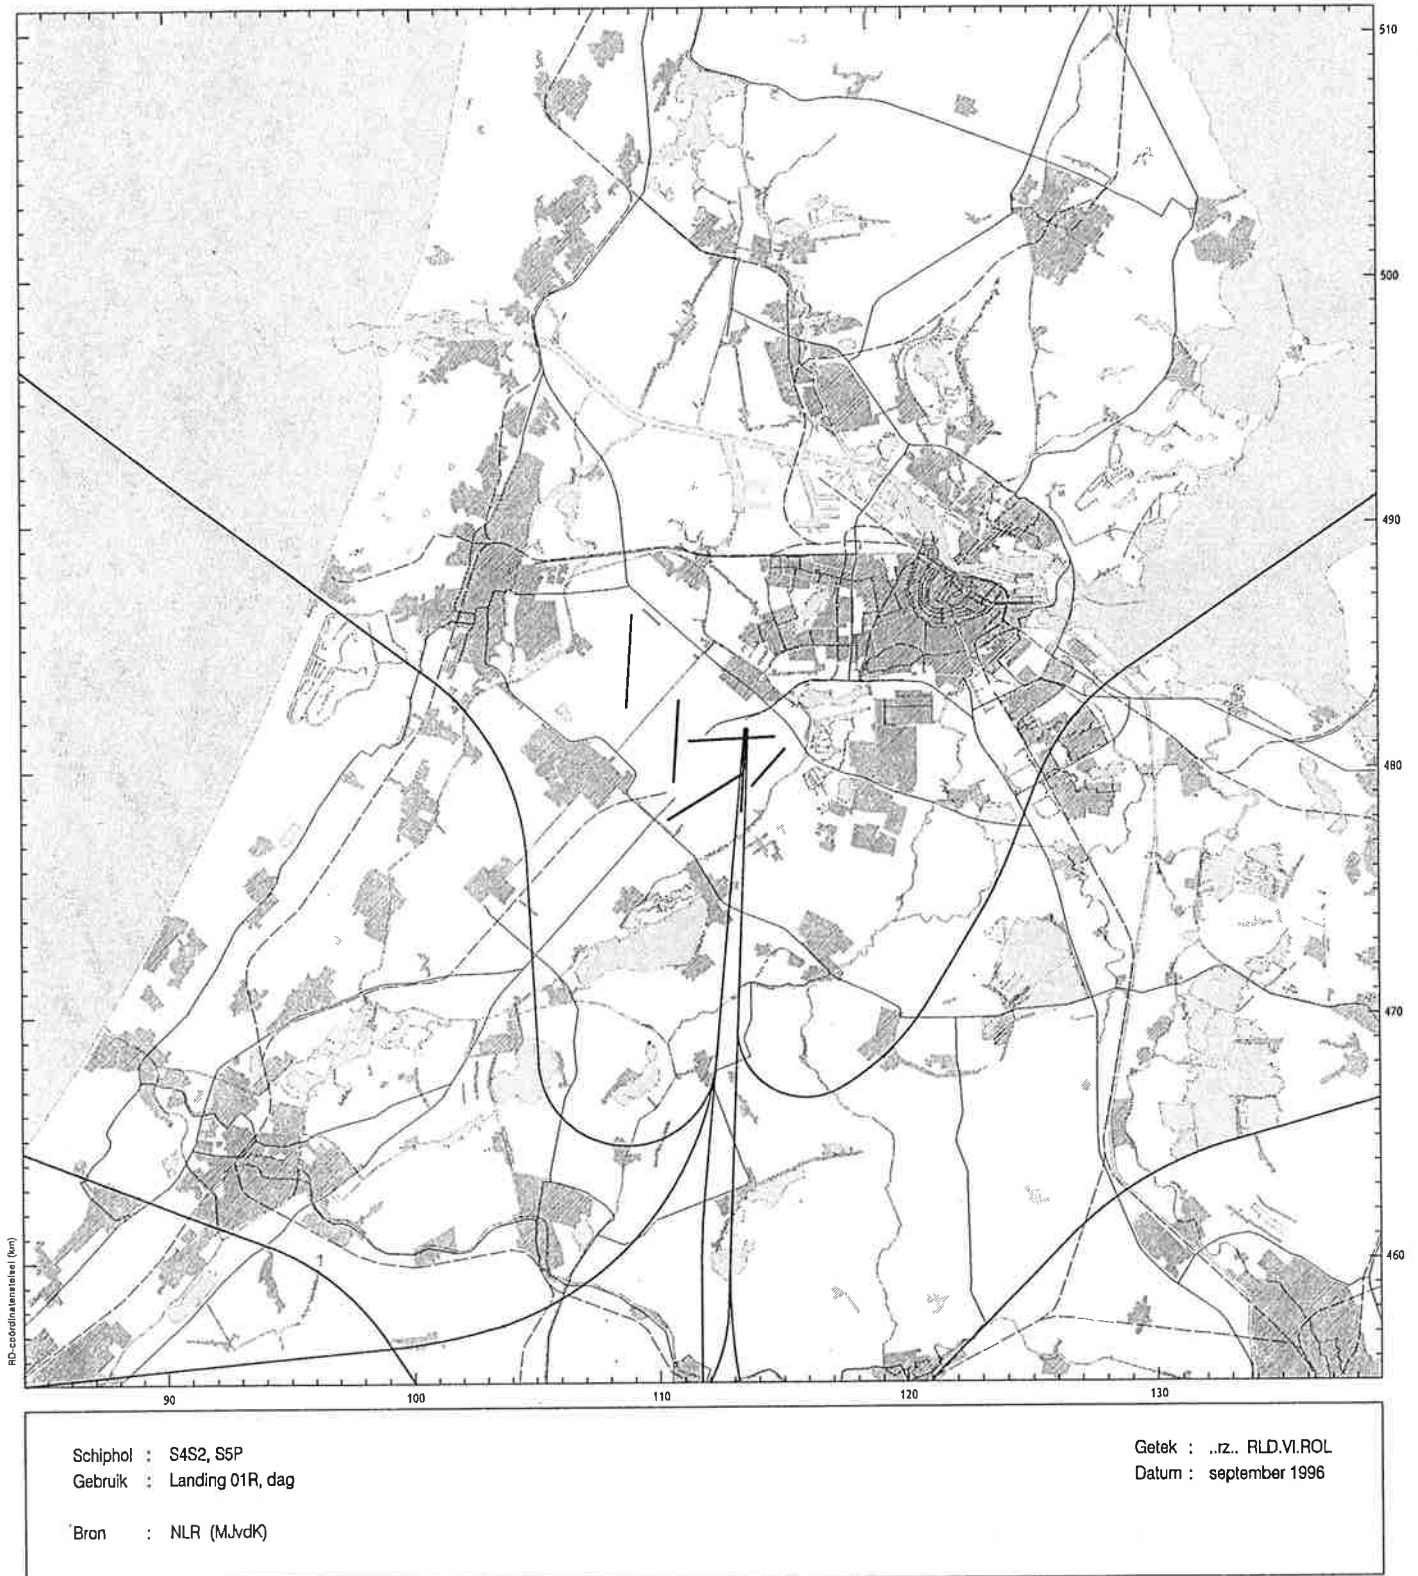 510
500
490
480
470
460
RD-coördinatenstelsel (km)
90
100
110
120
130
Schiphol : S4S2, S5P
Gebruik : Landing 01R, dag
Bron : NLR (MJvdK)
Getek : ..rz.. RLD.VI.ROL
Datum : september 1996